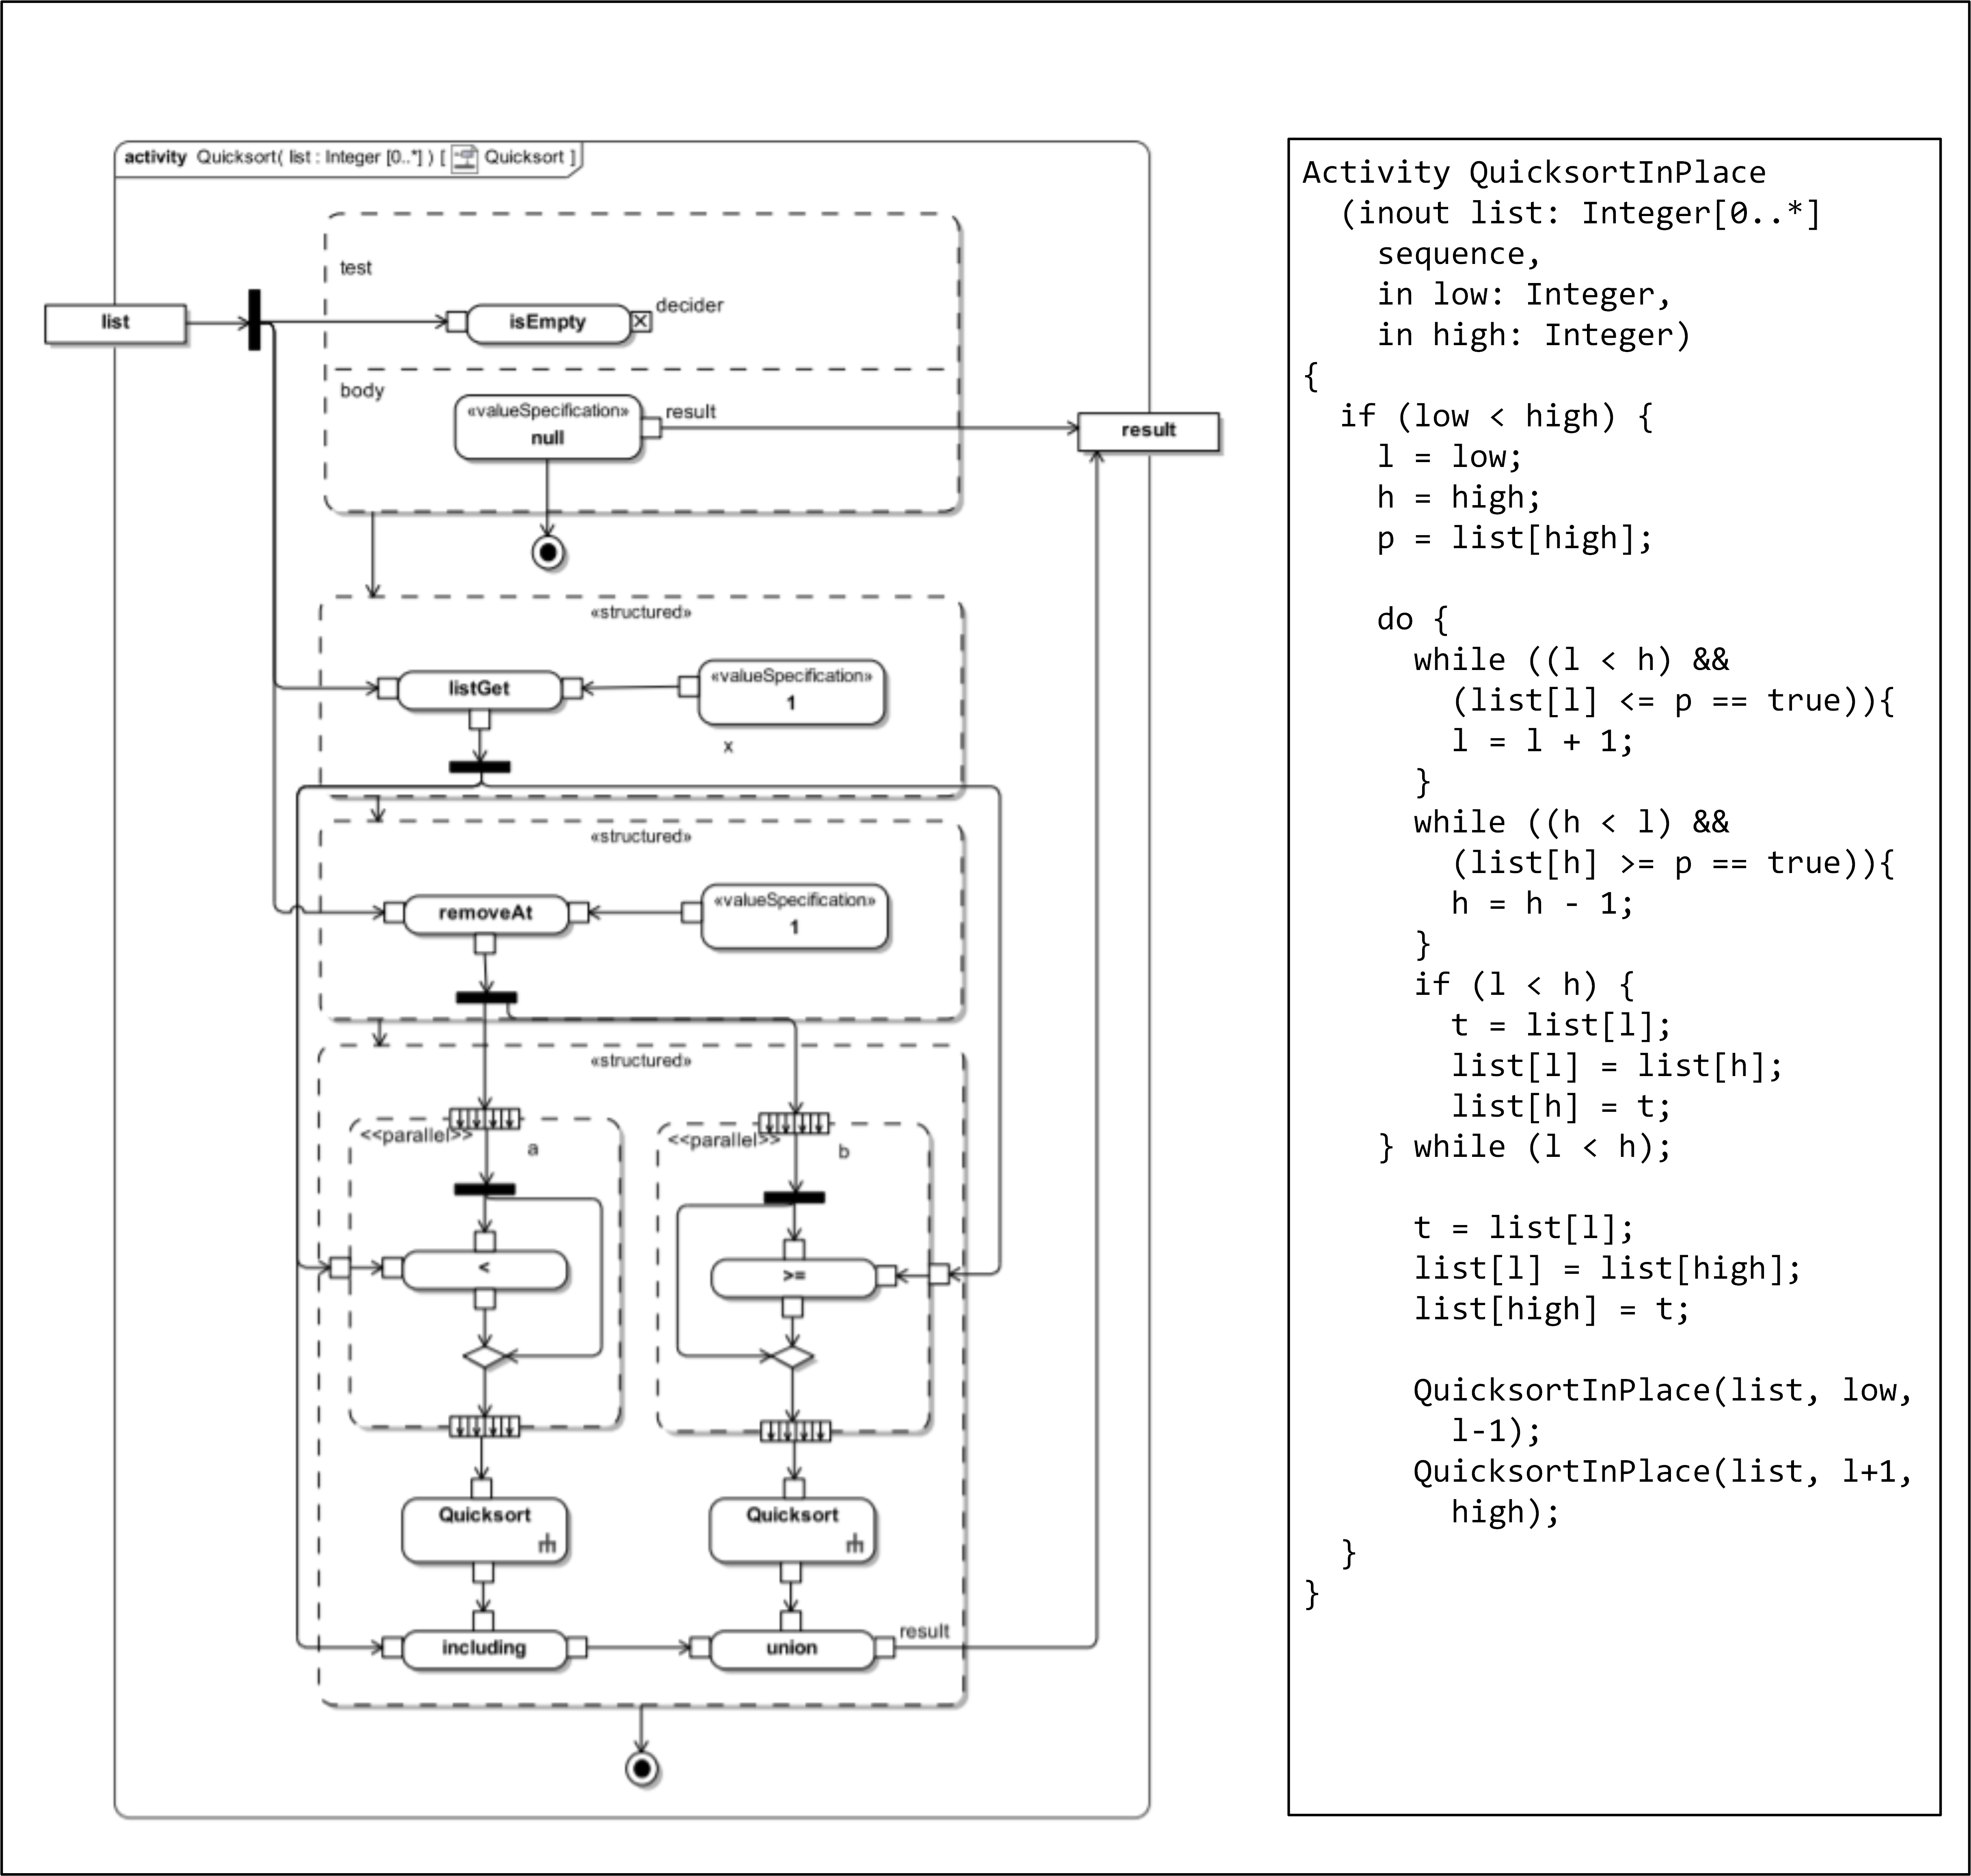 activity Quicksort( list : Integer [0..*] ) [ Quicksort ]
test
list
isEmpty
decider
body
«valueSpecification»
null
result
result
«structured»
listGet
«valueSpecification»
1
x
«structured»
removeAt
«valueSpecification»
1
«structured»
<<parallel>>
a
<<parallel>>
b
<
>=
Quicksort
Quicksort
including
union
result
Activity QuicksortInPlace
(inout list: Integer[0..*]
sequence,
in low: Integer,
in high: Integer)
{
if (low < high) {
l = low;
h = high;
p = list[high];
do {
while ((l < h) &&
(list[l] <= p == true)){
l = l + 1;
}
while ((h < l) &&
(list[h] >= p == true)){
h = h - 1;
}
if (l < h) {
t = list[l];
list[l] = list[h];
list[h] = t;
} while (l < h);
t = list[l];
list[l] = list[high];
list[high] = t;
QuicksortInPlace(list, low,
l-1);
QuicksortInPlace(list, l+1,
high);
}
}